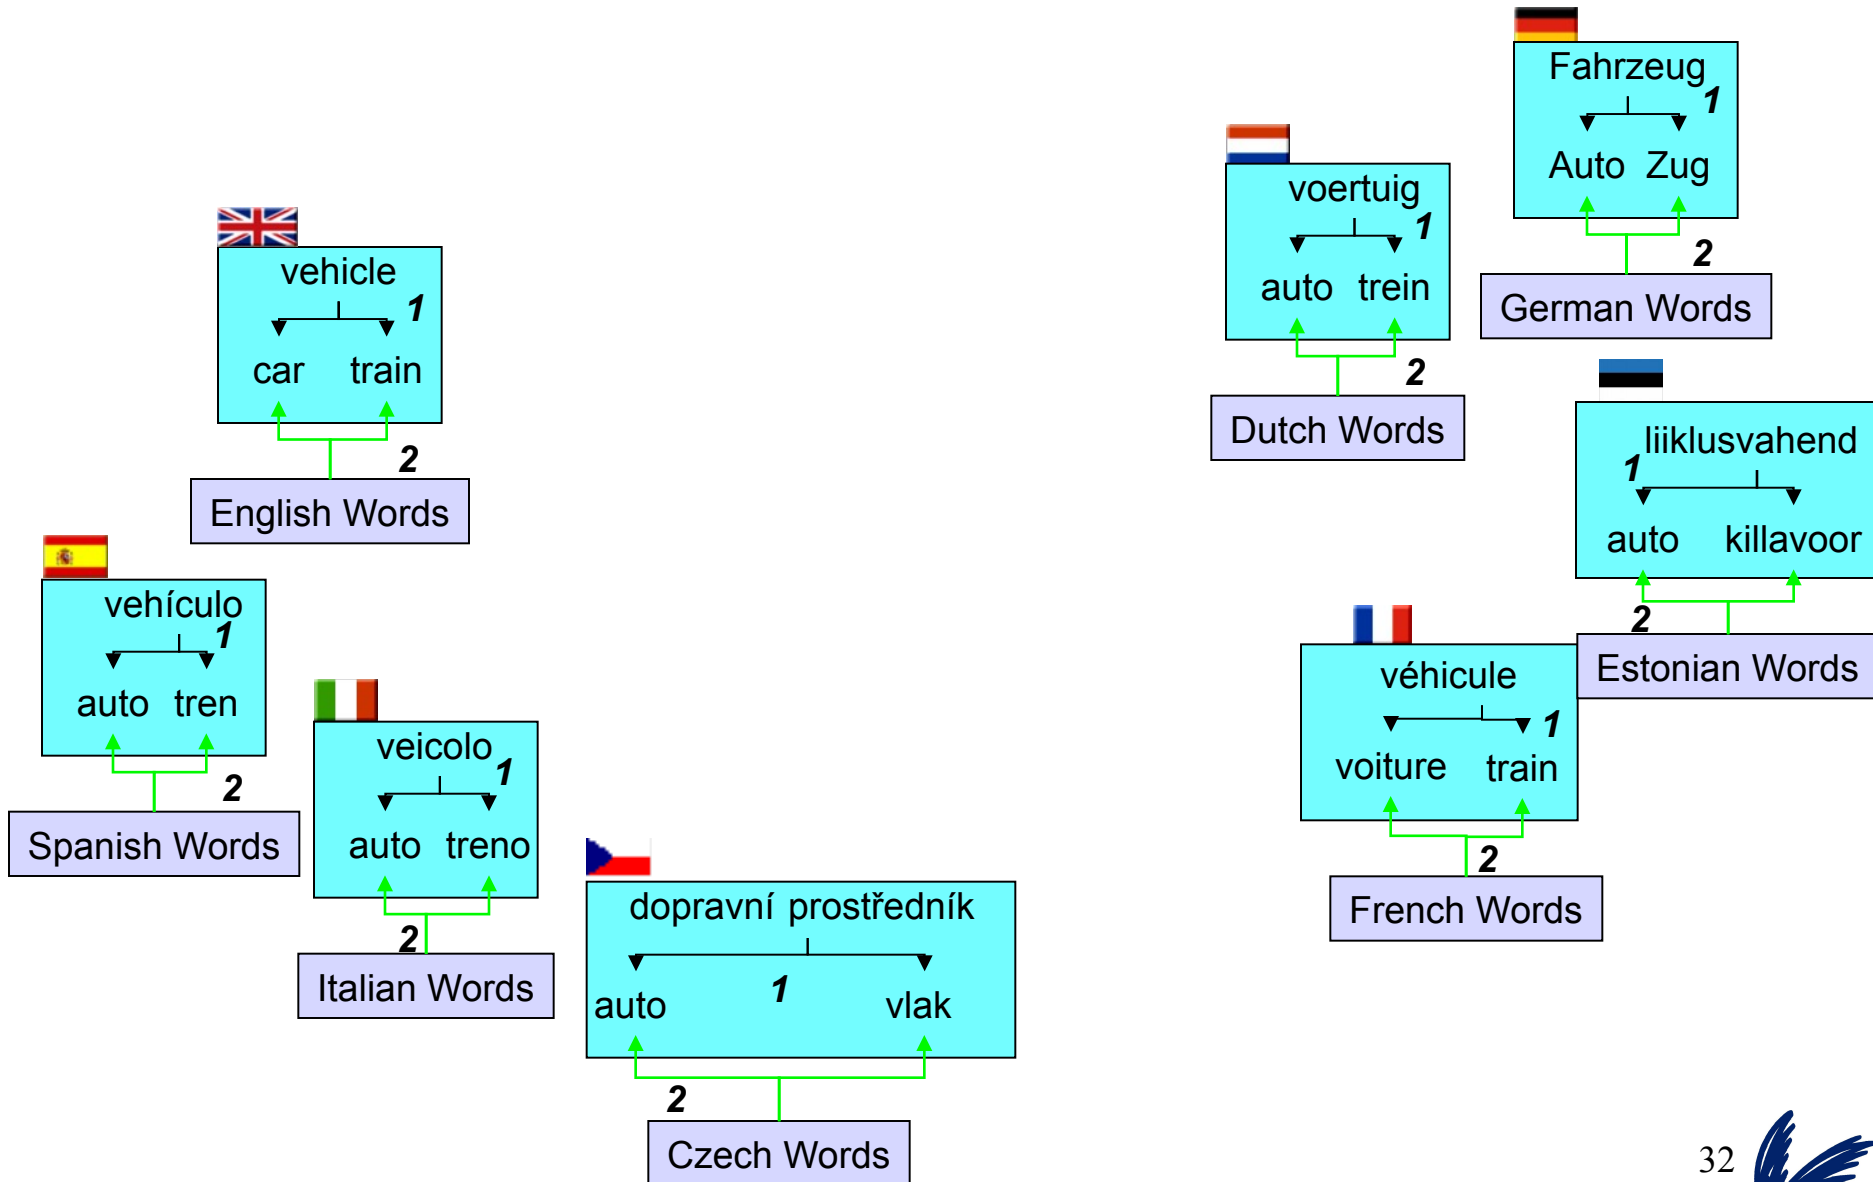 vehicle
1
car train
2
English Words
vehículo
1
auto tren
2
Spanish Words
veicolo
1
auto treno
2
Italian Words
dopravní prostředník
1
auto vlak
2
Czech Words
Fahrzeug
1
Auto Zug
2
German Words
voertuig
1
auto trein
2
Dutch Words
liiklusvahend
1
auto killavoor
2
Estonian Words
véhicule
1
voiture train
2
French Words
32